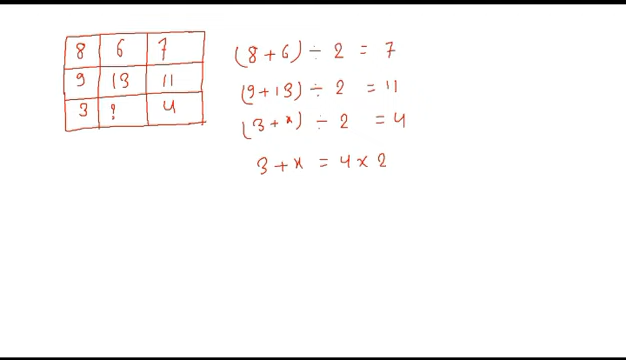 8 6 7
9 13 11
3 ? 4
(8 + 6) ÷ 2 = 7
(9 + 13) ÷ 2 = 11
(3 + x) ÷ 2 = 4
3 + x = 4 × 2